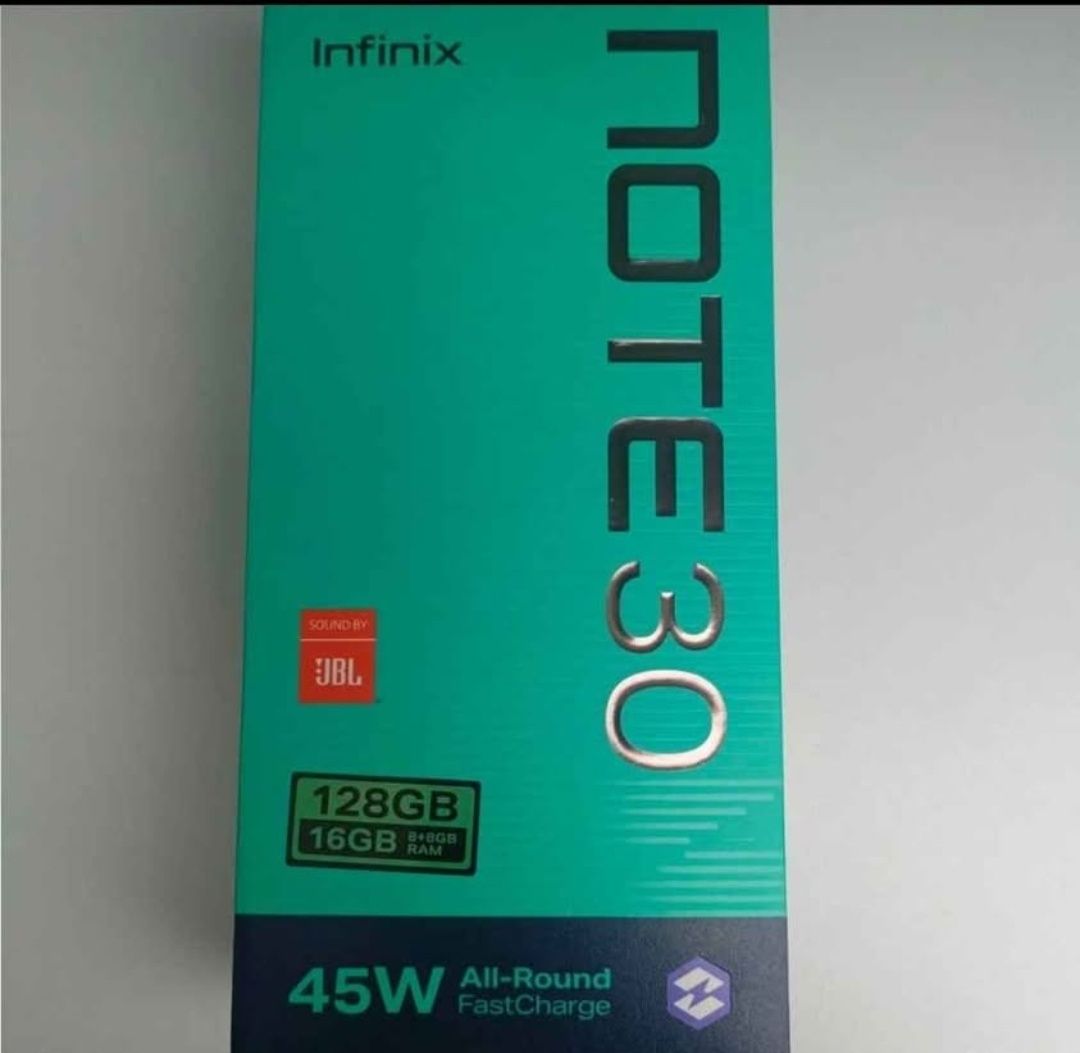 Infinix
NOTE 30
SOUND BY
JBL
128GB
16GB 8+8GB
RAM
45W All-Round
FastCharge